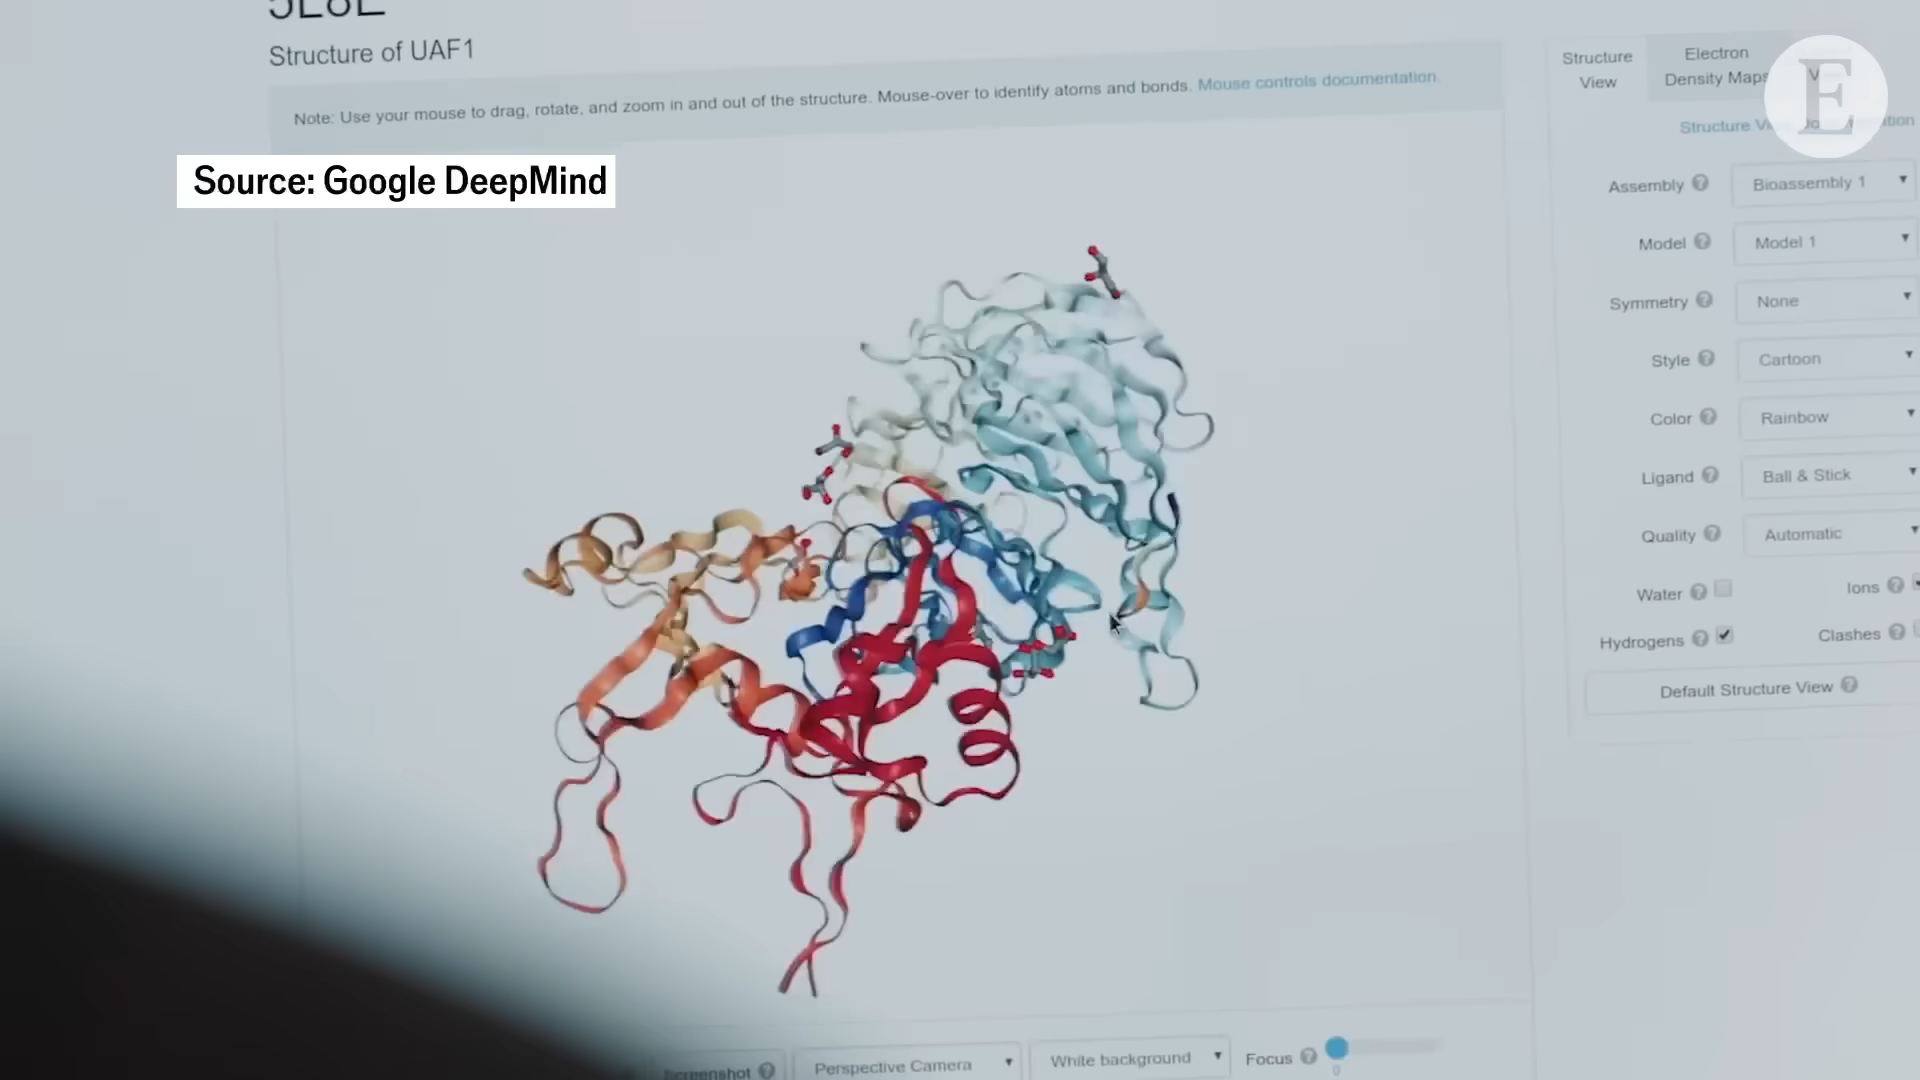 5L8E
Structure of UAF1
Note: Use your mouse to drag, rotate, and zoom in and out of the structure. Mouse-over to identify atoms and bonds. Mouse controls documentation.
Source: Google DeepMind
Structure
View
Electron
Density Maps
E
Structure
Assembly ? Bioassembly 1
Model ? Model 1
Symmetry ? None
Style ? Cartoon
Color ? Rainbow
Ligand ? Ball & Stick
Quality ? Automatic
Water ? Ions ?
Hydrogens ? Clashes ?
Default Structure View ?
Screenshot ? Perspective Camera White background Focus ?
0